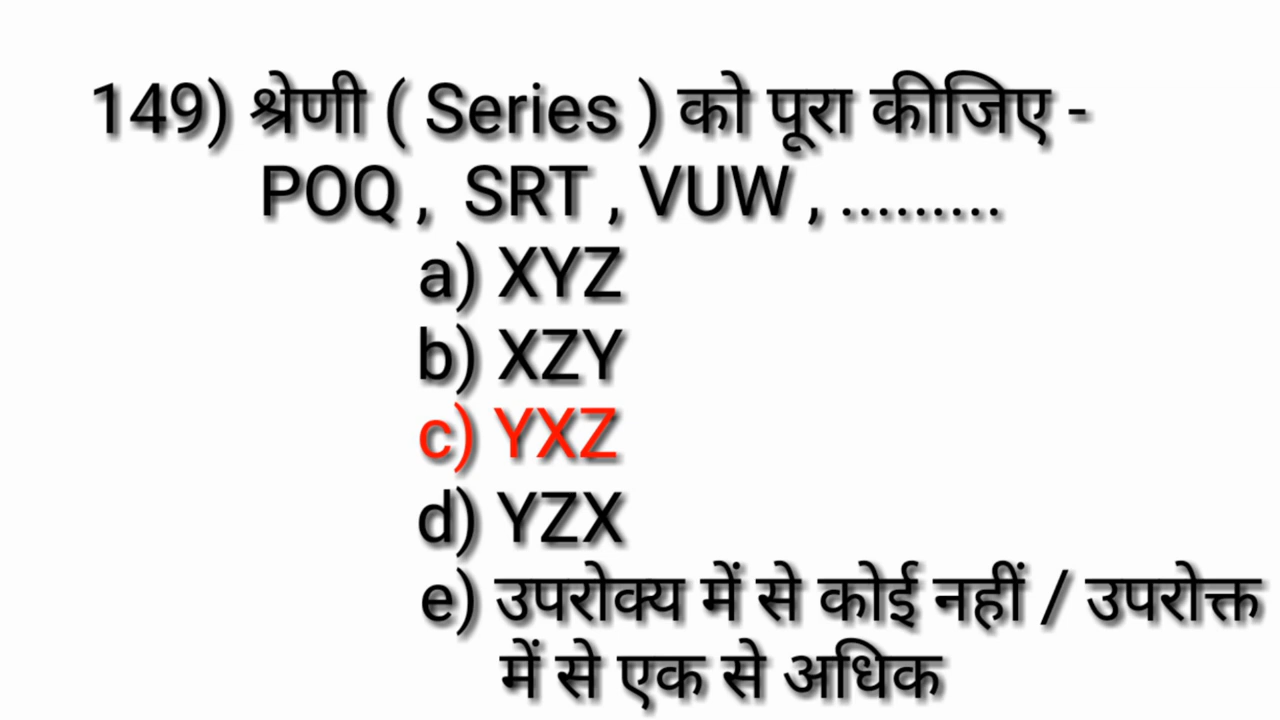 149) श्रेणी ( Series ) को पूरा कीजिए -
POQ , SRT , VUW , .........
a) XYZ
b) XZY
c) YXZ
d) YZX
e) उपरोक्य में से कोई नहीं / उपरोक्त
में से एक से अधिक